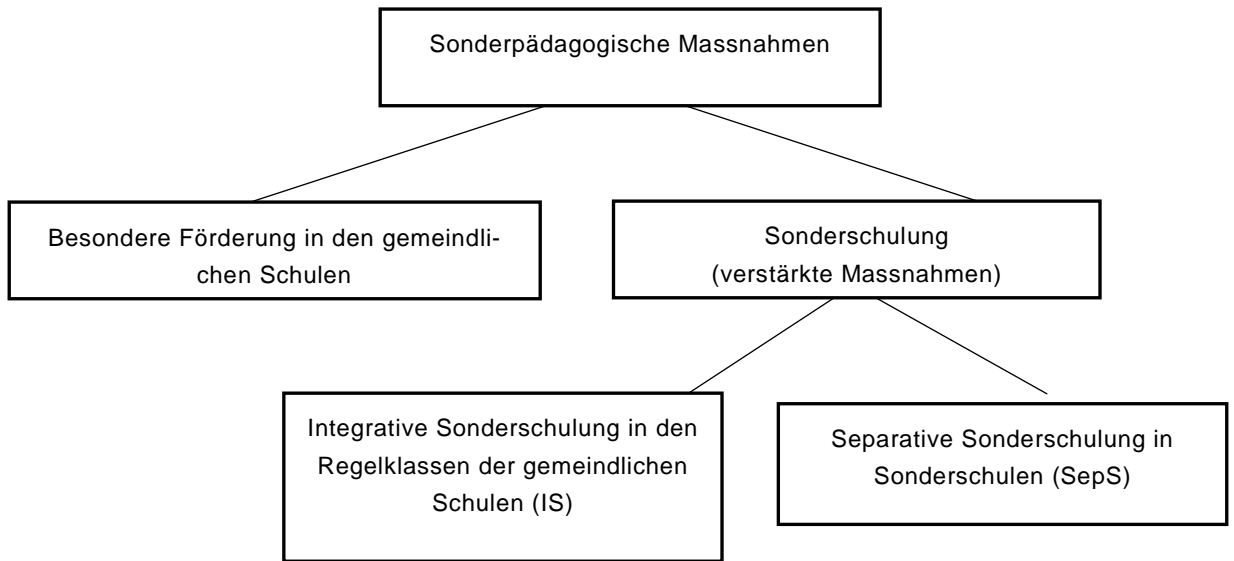 Sonderpädagogische Massnahmen
Besondere Förderung in den gemeindli-
chen Schulen
Sonderschulung
(verstärkte Massnahmen)
Integrative Sonderschulung in den
Regelklassen der gemeindlichen
Schulen (IS)
Separative Sonderschulung in
Sonderschulen (SepS)